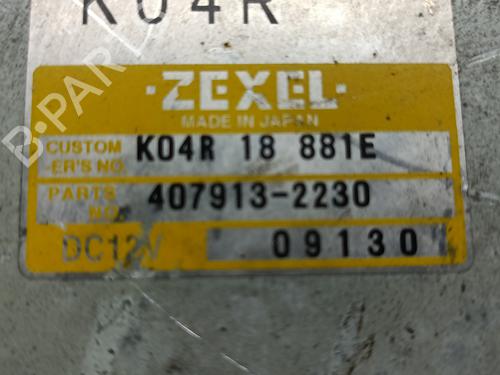 K04R
·ZEXEL·
MADE IN JAPAN
CUSTOM
-ER'S NO. K04R 18 881E
PARTS
NO. 407913-2230
DC12V 09130
B-PARTS